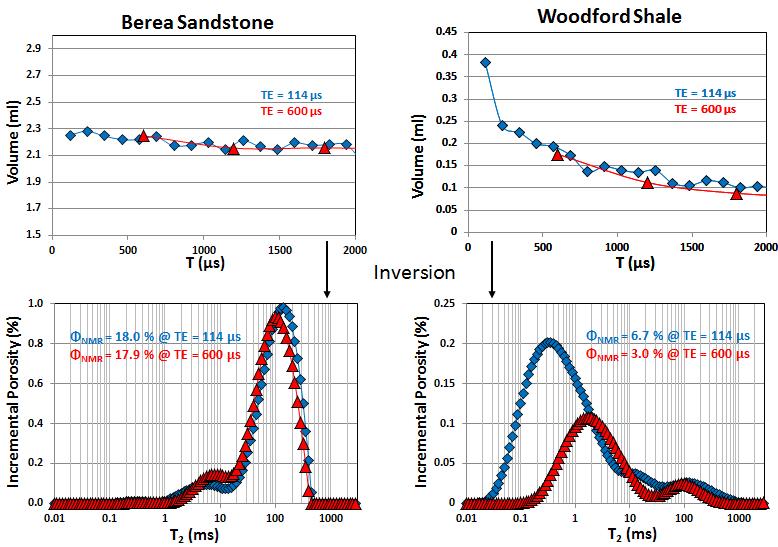 Berea Sandstone
Woodford Shale
Volume (ml)
2.9
2.7
2.5
2.3
2.1
1.9
1.7
1.5
TE = 114 µs
TE = 600 µs
0 500 1000 1500 2000
T (µs)
Volume (ml)
0.45
0.4
0.35
0.3
0.25
0.2
0.15
0.1
0.05
0
TE = 114 µs
TE = 600 µs
0 500 1000 1500 2000
T (µs)
Inversion
Incremental Porosity (%)
1.0
0.8
0.6
0.4
0.2
0.0
ΦNMR = 18.0 % @ TE = 114 µs
ΦNMR = 17.9 % @ TE = 600 µs
0.01 0.1 1 10 100 1000
T2 (ms)
Incremental Porosity (%)
0.25
0.2
0.15
0.1
0.05
0
ΦNMR = 6.7 % @ TE = 114 µs
ΦNMR = 3.0 % @ TE = 600 µs
0.01 0.1 1 10 100 1000
T2 (ms)